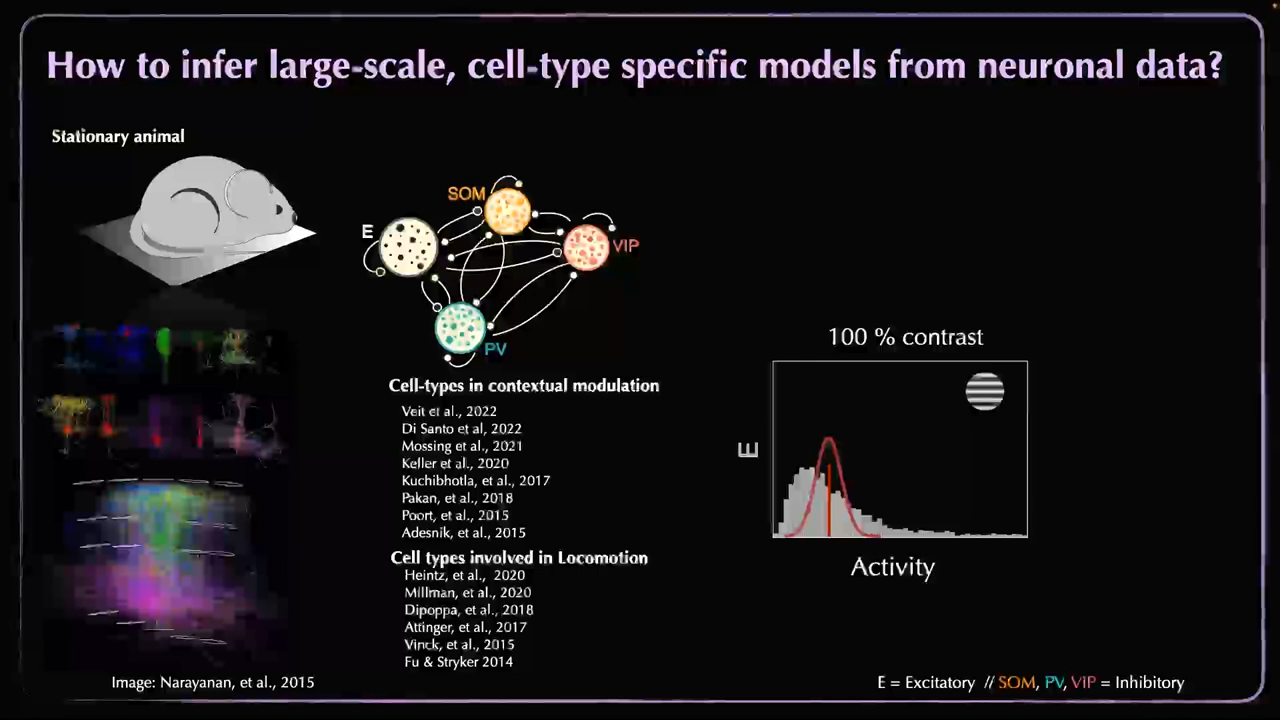 How to infer large-scale, cell-type specific models from neuronal data?
Stationary animal
SOM
E
VIP
PV
Cell-types in contextual modulation
Veit et al., 2022
Di Santo et al, 2022
Mossing et al., 2021
Keller et al., 2020
Kuchibhotla, et al., 2017
Pakan, et al., 2018
Poort, et al., 2015
Adesnik, et al., 2015
Cell types involved in Locomotion
Heintz, et al., 2020
Millman, et al., 2020
Dipoppa, et al., 2018
Attinger, et al., 2017
Vinck, et al., 2015
Fu & Stryker 2014
100 % contrast
E
Activity
Image: Narayanan, et al., 2015
E = Excitatory // SOM, PV, VIP = Inhibitory